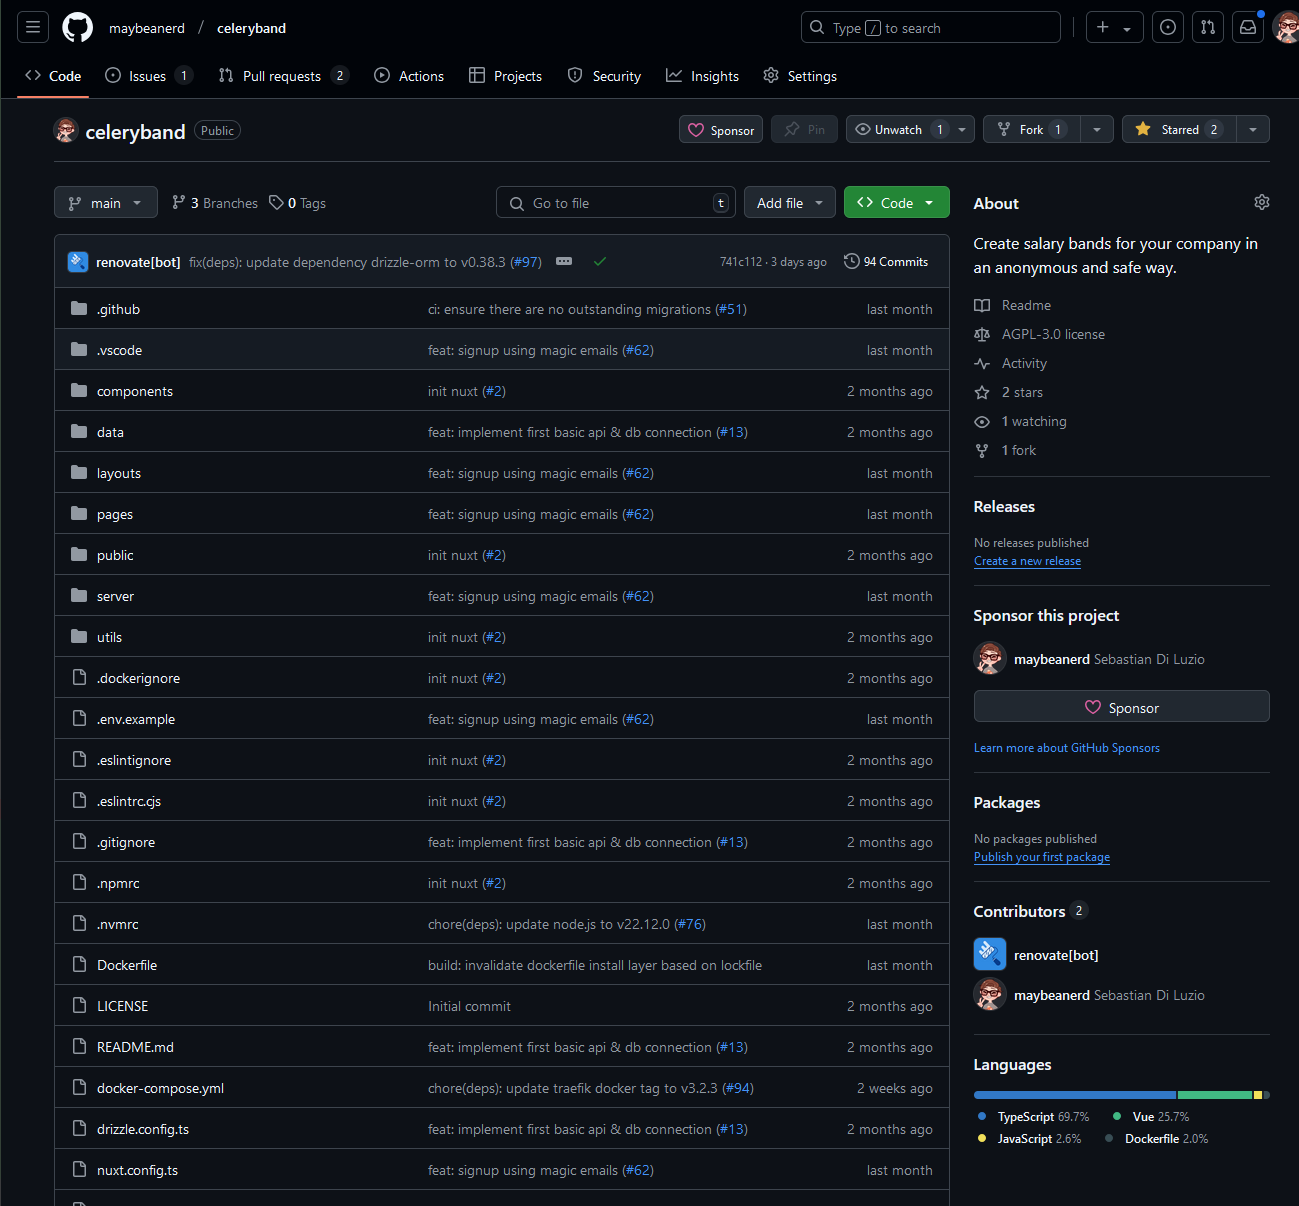 maybeanerd / celeryband
Type / to search
Code Issues 1 Pull requests 2 Actions Projects Security Insights Settings
celeryband Public Sponsor Pin Unwatch 1 Fork 1 Starred 2
main 3 Branches 0 Tags Go to file t Add file Code
renovate[bot] fix(deps): update dependency drizzle-orm to v0.38.3 (#97) 741c112 · 3 days ago 94 Commits
.github ci: ensure there are no outstanding migrations (#51) last month
.vscode feat: signup using magic emails (#62) last month
components init nuxt (#2) 2 months ago
data feat: implement first basic api & db connection (#13) 2 months ago
layouts feat: signup using magic emails (#62) last month
pages feat: signup using magic emails (#62) last month
public init nuxt (#2) 2 months ago
server feat: signup using magic emails (#62) last month
utils init nuxt (#2) 2 months ago
.dockerignore init nuxt (#2) 2 months ago
.env.example feat: signup using magic emails (#62) last month
.eslintignore init nuxt (#2) 2 months ago
.eslintrc.cjs init nuxt (#2) 2 months ago
.gitignore feat: implement first basic api & db connection (#13) 2 months ago
.npmrc init nuxt (#2) 2 months ago
.nvmrc chore(deps): update node.js to v22.12.0 (#76) last month
Dockerfile build: invalidate dockerfile install layer based on lockfile last month
LICENSE Initial commit 2 months ago
README.md feat: implement first basic api & db connection (#13) 2 months ago
docker-compose.yml chore(deps): update traefik docker tag to v3.2.3 (#94) 2 weeks ago
drizzle.config.ts feat: implement first basic api & db connection (#13) 2 months ago
nuxt.config.ts feat: signup using magic emails (#62) last month
About
Create salary bands for your company in
an anonymous and safe way.
Readme
AGPL-3.0 license
Activity
2 stars
1 watching
1 fork
Releases
No releases published
Create a new release
Sponsor this project
maybeanerd Sebastian Di Luzio
Sponsor
Learn more about GitHub Sponsors
Packages
No packages published
Publish your first package
Contributors 2
renovate[bot]
maybeanerd Sebastian Di Luzio
Languages
TypeScript 69.7% Vue 25.7%
JavaScript 2.6% Dockerfile 2.0%